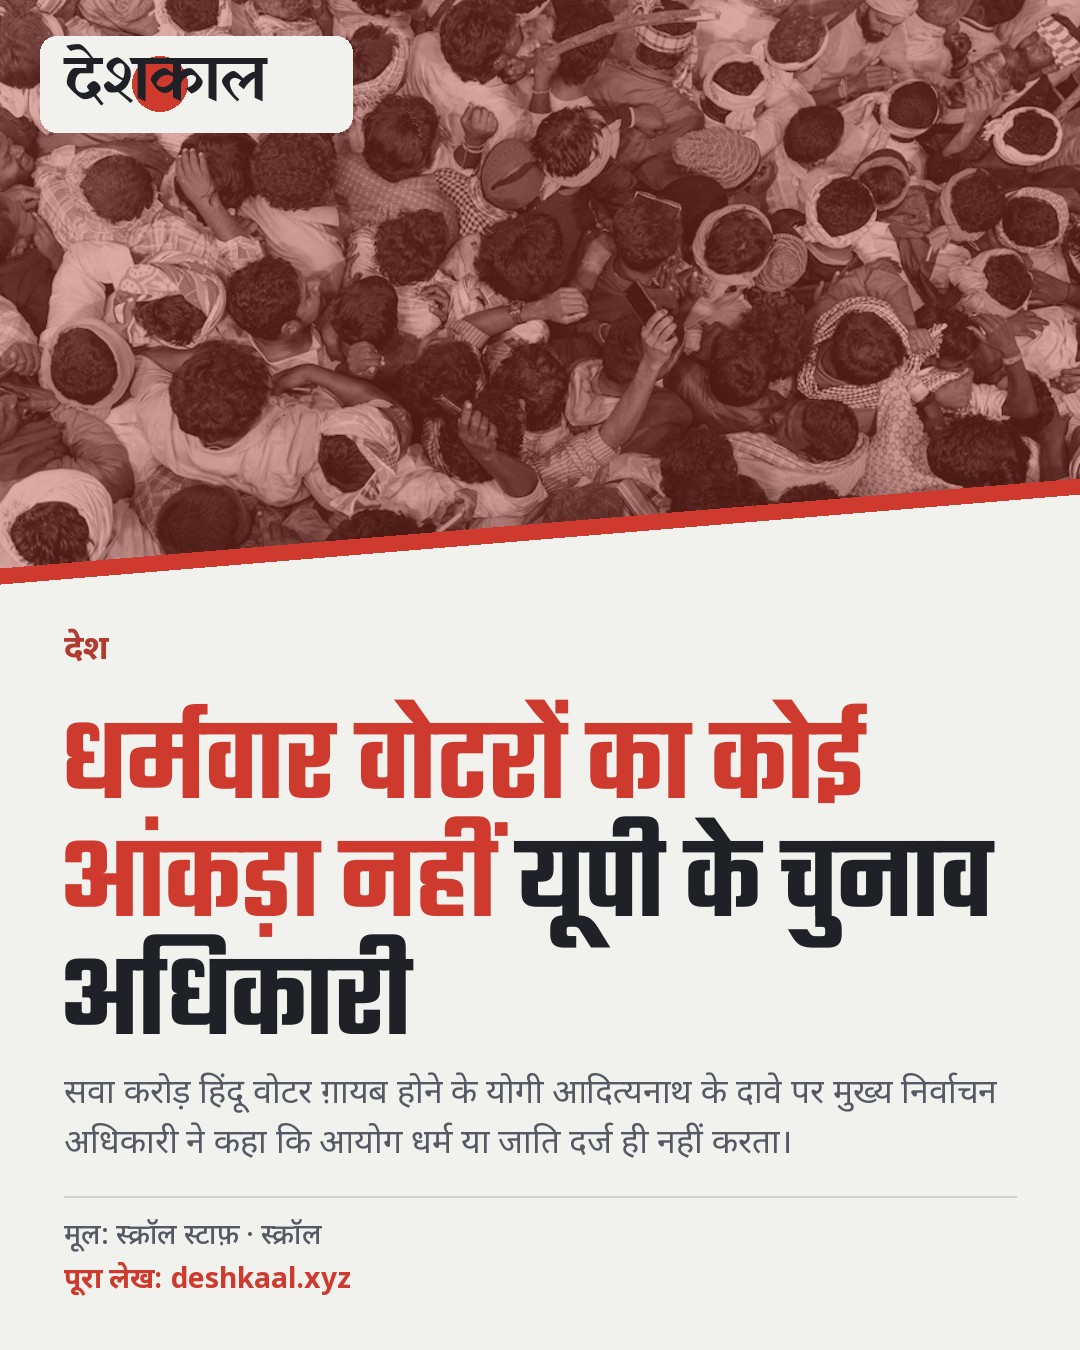 देशकाल
देश
धर्मवार वोटरों का कोई
आंकड़ा नहीं यूपी के चुनाव
अधिकारी
सवा करोड़ हिंदू वोटर ग़ायब होने के योगी आदित्यनाथ के दावे पर मुख्य निर्वाचन
अधिकारी ने कहा कि आयोग धर्म या जाति दर्ज ही नहीं करता।
मूल: स्क्रॉल स्टाफ़ · स्क्रॉल
पूरा लेख: deshkaal.xyz